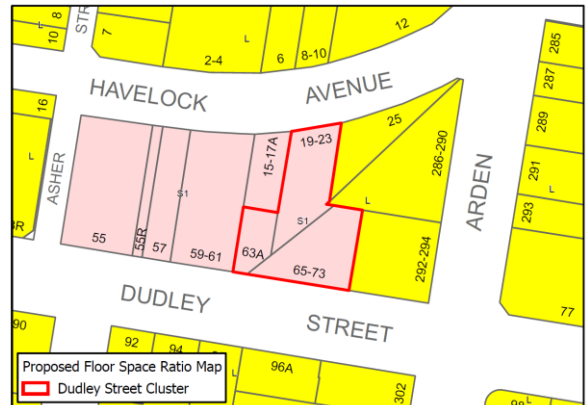 8
10
STR
7
L
2-4
6
8-10
12
HAVELOCK AVENUE
16
L
ASHER
15-17A
19-23
25
L
286-290
285
287
289
L
291
293
ARDEN
S1
S1
55
55R
57
59-61
63A
65-73
292-294
77
DUDLEY STREET
90
92
94
L
96A
302
98
L
Proposed Floor Space Ratio Map
Dudley Street Cluster